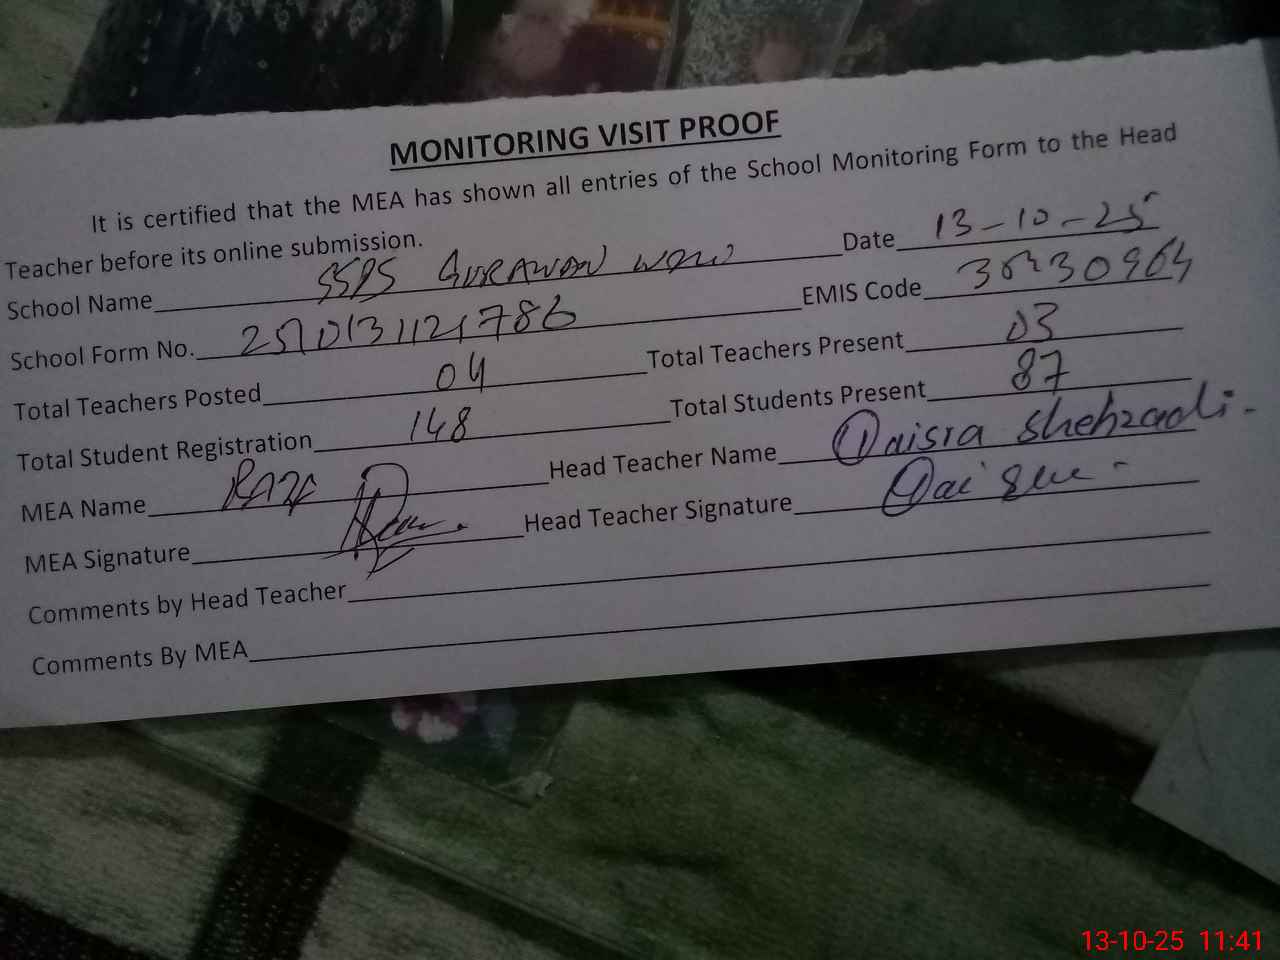 MONITORING VISIT PROOF
It is certified that the MEA has shown all entries of the School Monitoring Form to the Head
Teacher before its online submission.
School Name Date 13-10-25
School Form No. EMIS Code
Total Teachers Posted 04 Total Teachers Present 03
Total Student Registration 148 Total Students Present 87
MEA Name Head Teacher Name Qaisra Shehzadi.
MEA Signature Head Teacher Signature
Comments by Head Teacher
Comments By MEA
13-10-25 11:41